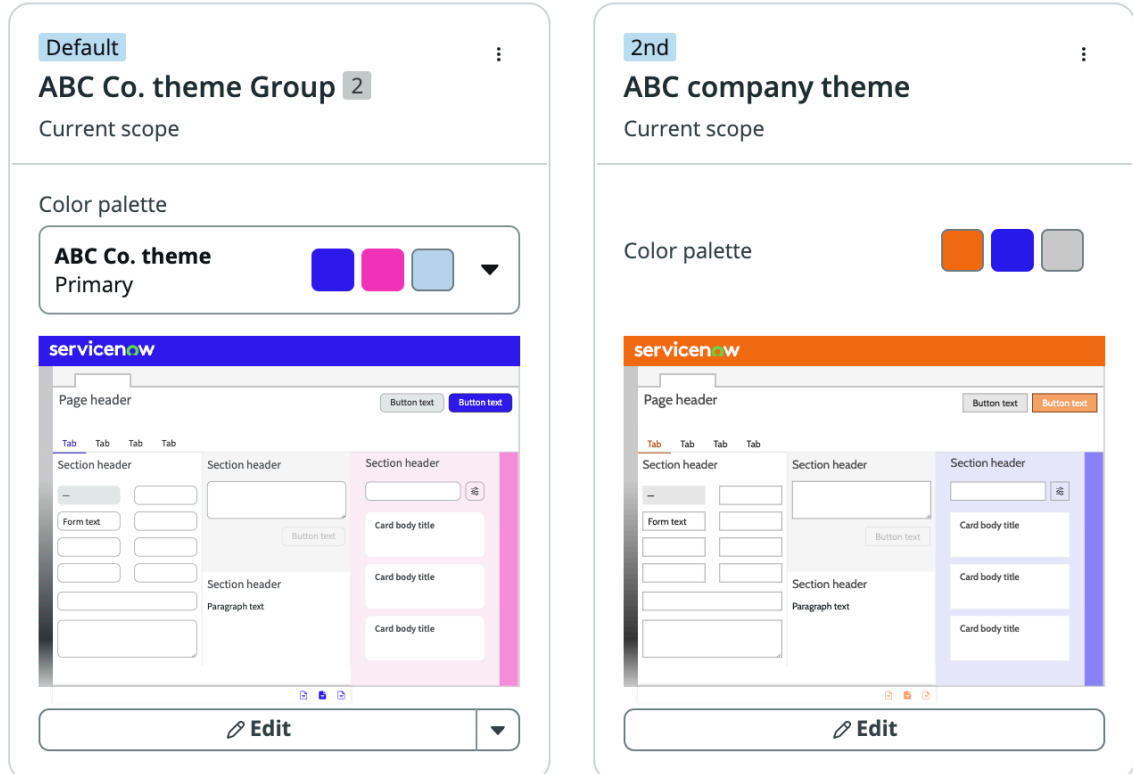 Default
ABC Co. theme Group 2
Current scope
Color palette
ABC Co. theme
Primary
servicenow
Page header
Button text
Button text
Tab Tab Tab Tab
Section header
Section header
Section header
–
Form text
Button text
Card body title
Card body title
Section header
Paragraph text
Card body title
Edit
2nd
ABC company theme
Current scope
Color palette
servicenow
Page header
Button text
Button text
Tab Tab Tab Tab
Section header
Section header
Section header
–
Form text
Button text
Card body title
Card body title
Section header
Paragraph text
Card body title
Edit